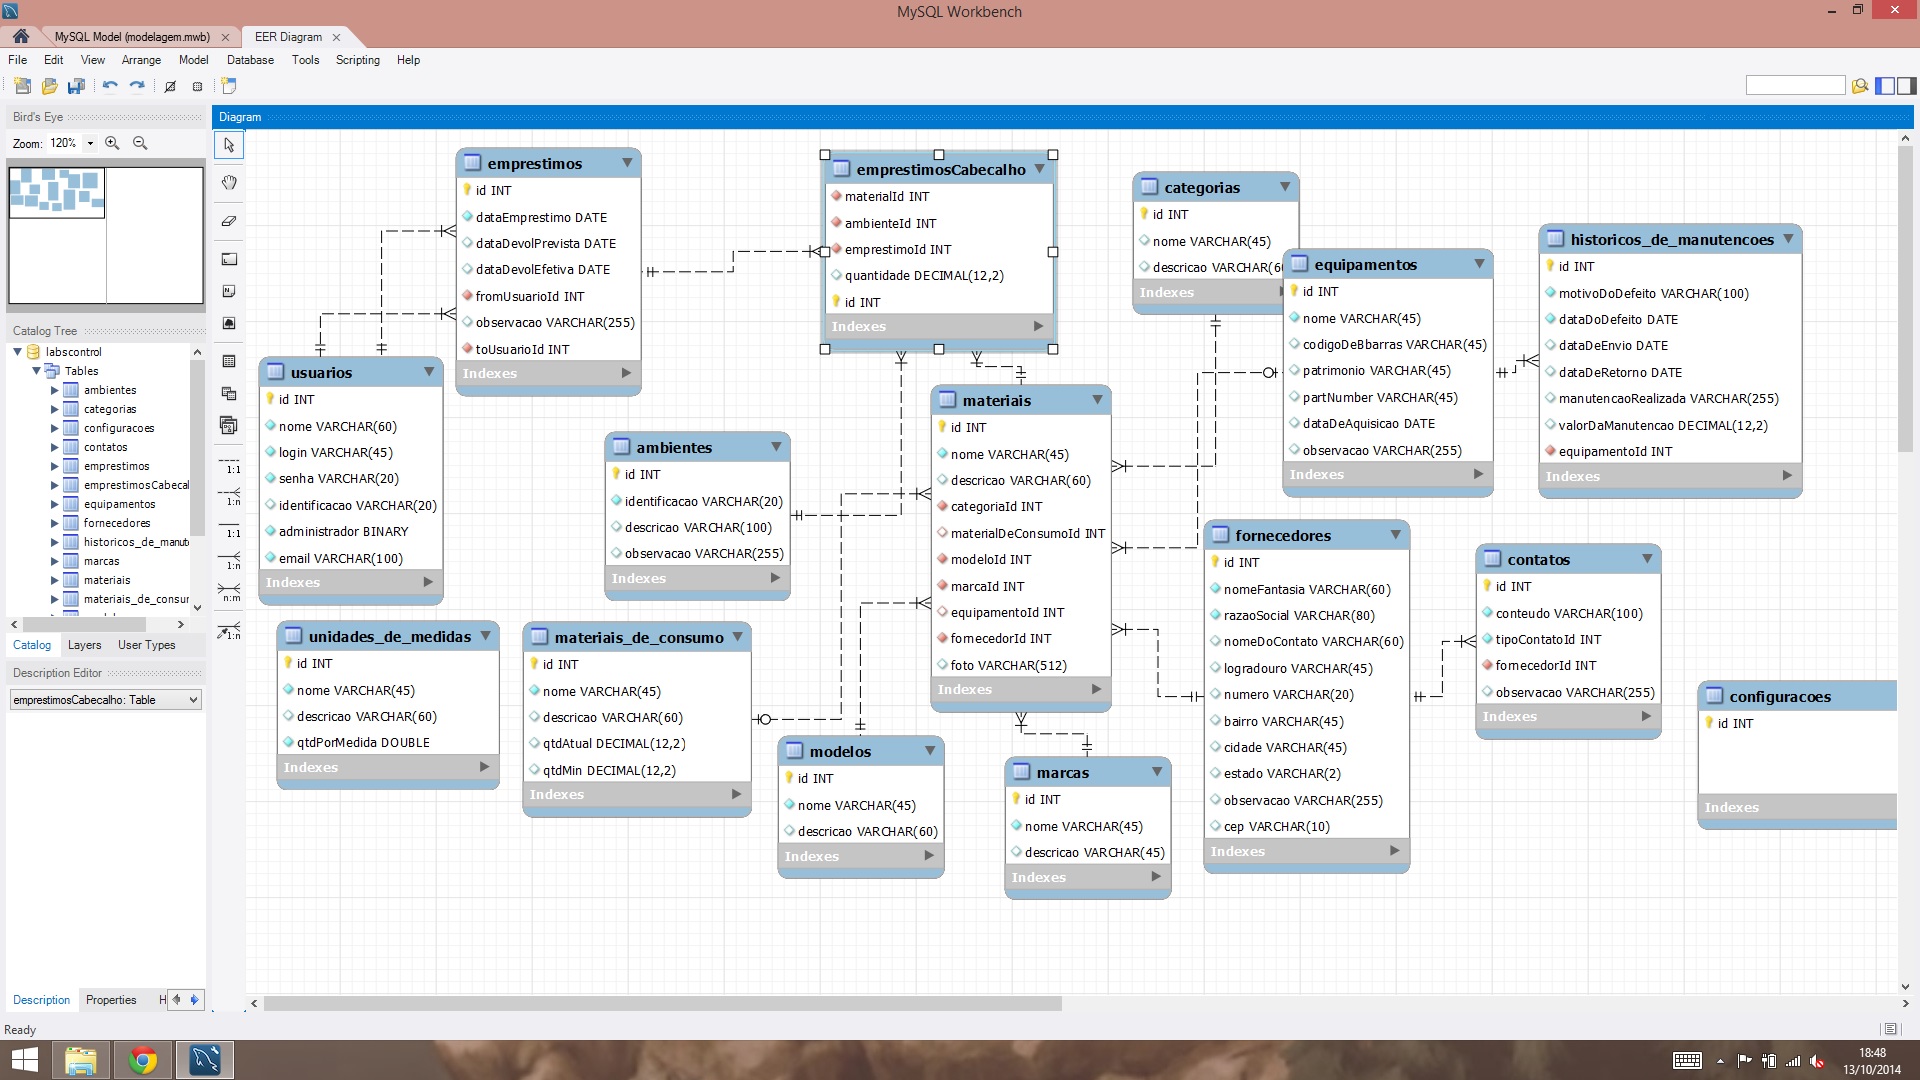 MySQL Workbench
MySQL Model (modelagem.mwb)
EER Diagram
File Edit View Arrange Model Database Tools Scripting Help
Bird's Eye
Zoom: 120%
Catalog Tree
labscontrol
Tables
ambientes
categorias
configuracoes
contatos
emprestimos
emprestimosCabecal
equipamentos
fornecedores
historicos_de_manut
marcas
materiais
materiais_de_consur
Catalog Layers User Types
Description Editor
emprestimosCabecalho: Table
Description Properties H
Ready
Diagram
1:1
1:n
1:1
1:n
n:m
1:n
emprestimos
id INT
dataEmprestimo DATE
dataDevolPrevista DATE
dataDevolEfetiva DATE
fromUsuarioId INT
observacao VARCHAR(255)
toUsuarioId INT
Indexes
emprestimosCabecalho
materialId INT
ambienteId INT
emprestimoId INT
quantidade DECIMAL(12,2)
id INT
Indexes
categorias
id INT
nome VARCHAR(45)
descricao VARCHAR(60
Indexes
equipamentos
id INT
nome VARCHAR(45)
codigoDeBbarras VARCHAR(45)
patrimonio VARCHAR(45)
partNumber VARCHAR(45)
dataDeAquisicao DATE
observacao VARCHAR(255)
Indexes
historicos_de_manutencoes
id INT
motivoDoDefeito VARCHAR(100)
dataDoDefeito DATE
dataDeEnvio DATE
dataDeRetorno DATE
manutencaoRealizada VARCHAR(255)
valorDaManutencao DECIMAL(12,2)
equipamentoId INT
Indexes
usuarios
id INT
nome VARCHAR(60)
login VARCHAR(45)
senha VARCHAR(20)
identificacao VARCHAR(20)
administrador BINARY
email VARCHAR(100)
Indexes
ambientes
id INT
identificacao VARCHAR(20)
descricao VARCHAR(100)
observacao VARCHAR(255)
Indexes
materiais
id INT
nome VARCHAR(45)
descricao VARCHAR(60)
categoriaId INT
materialDeConsumoId INT
modeloId INT
marcaId INT
equipamentoId INT
fornecedorId INT
foto VARCHAR(512)
Indexes
fornecedores
id INT
nomeFantasia VARCHAR(60)
razaoSocial VARCHAR(80)
nomeDoContato VARCHAR(60)
logradouro VARCHAR(45)
numero VARCHAR(20)
bairro VARCHAR(45)
cidade VARCHAR(45)
estado VARCHAR(2)
observacao VARCHAR(255)
cep VARCHAR(10)
Indexes
contatos
id INT
conteudo VARCHAR(100)
tipoContatoId INT
fornecedorId INT
observacao VARCHAR(255)
Indexes
configuracoes
id INT
Indexes
unidades_de_medidas
id INT
nome VARCHAR(45)
descricao VARCHAR(60)
qtdPorMedida DOUBLE
Indexes
materiais_de_consumo
id INT
nome VARCHAR(45)
descricao VARCHAR(60)
qtdAtual DECIMAL(12,2)
qtdMin DECIMAL(12,2)
Indexes
modelos
id INT
nome VARCHAR(45)
descricao VARCHAR(60)
Indexes
marcas
id INT
nome VARCHAR(45)
descricao VARCHAR(45)
Indexes
18:48
13/10/2014